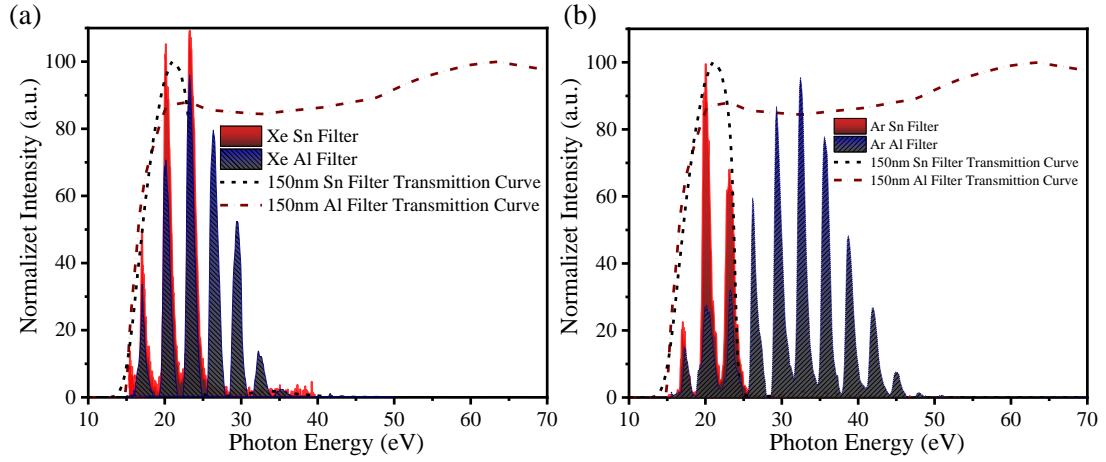 (a)
Normalizet Intensity (a.u.)
100
80
60
40
20
0
Xe Sn Filter
Xe Al Filter
150nm Sn Filter Transmittion Curve
150nm Al Filter Transmittion Curve
10 20 30 40 50 60 70
Photon Energy (eV)
(b)
Normalizet Intensity (a.u.)
100
80
60
40
20
0
Ar Sn Filter
Ar Al Filter
150nm Sn Filter Transmittion Curve
150nm Al Filter Transmittion Curve
10 20 30 40 50 60 70
Photon Energy (eV)